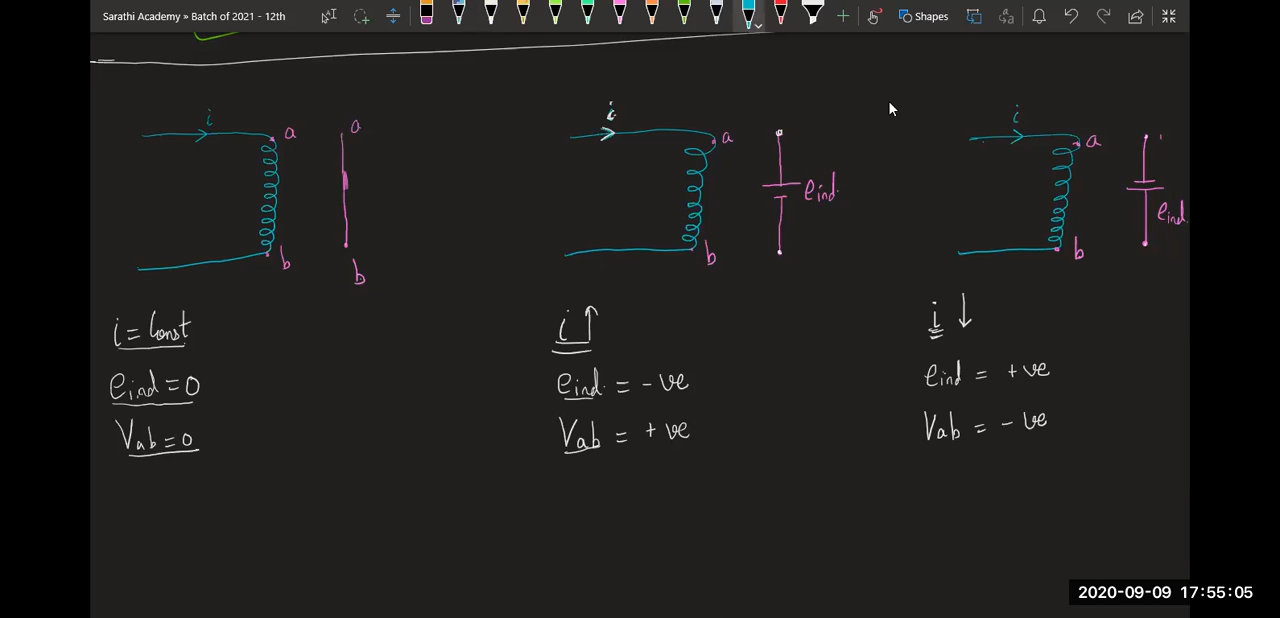 Sarathi Academy » Batch of 2021 - 12th
Shapes
i
a
b
a
b
i
a
b
eind.
i
a
b
eind.
i = Const
eind = 0
Vab = 0
i ↑
eind. = -ve
Vab = +ve
i ↓
eind = +ve
Vab = -ve
2020-09-09 17:55:05